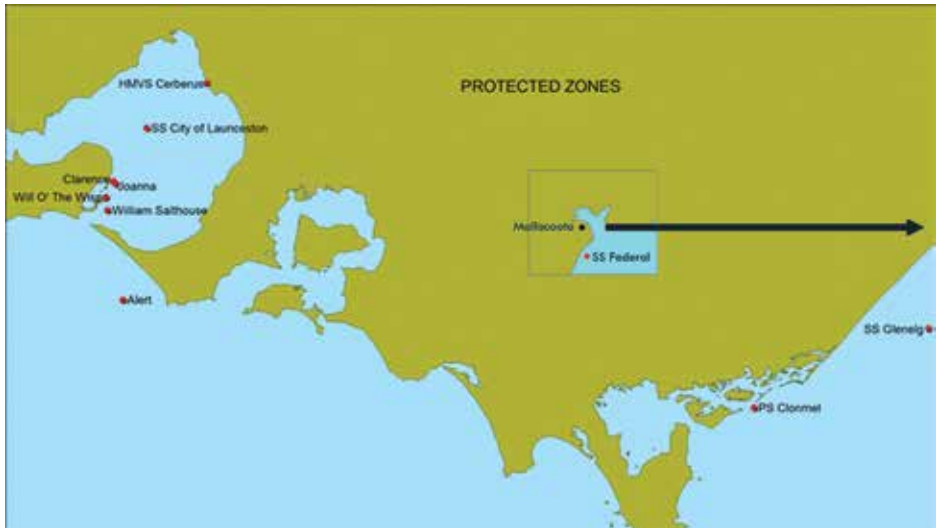 PROTECTED ZONES
HMVS Cerberus
SS City of Launceston
Clarence
Joanna
Will O' The Wisp
William Salthouse
Mallacoota
SS Federal
Alert
SS Glenelg
PS Clonmel